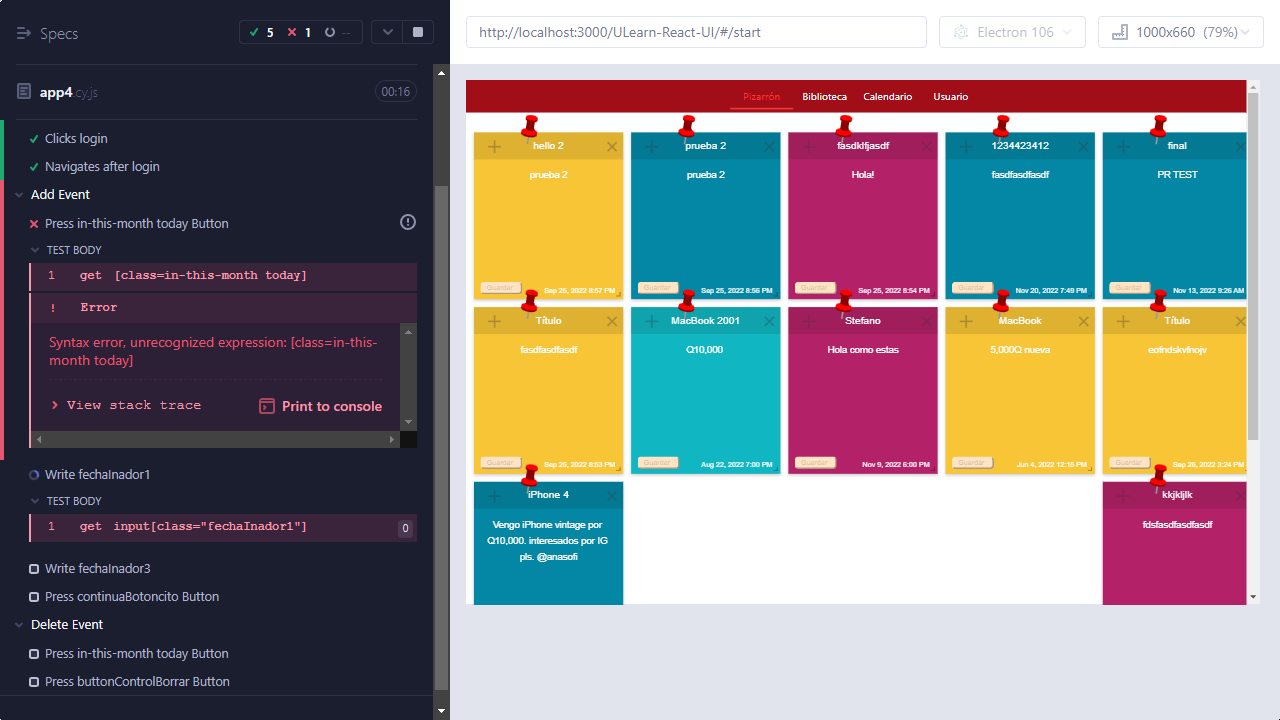 Specs
5 1 --
app4.cy.js
00:16
Clicks login
Navigates after login
Add Event
Press in-this-month today Button
TEST BODY
1 get [class=in-this-month today]
! Error
Syntax error, unrecognized expression: [class=in-this-
month today]
View stack trace
Print to console
Write fechaInador1
TEST BODY
1 get input[class="fechaInador1"]
0
Write fechaInador3
Press continuaBotoncito Button
Delete Event
Press in-this-month today Button
Press buttonControlBorrar Button
http://localhost:3000/ULearn-React-UI/#/start
Electron 106
1000x660 (79%)
Pizarrón Biblioteca Calendario Usuario
hello 2
prueba 2
Guardar
Sep 25, 2022 8:57 PM
prueba 2
prueba 2
Guardar
Sep 25, 2022 8:56 PM
fasdklfjasdf
Hola!
Guardar
Sep 25, 2022 8:54 PM
1234423412
fasdfasdfasdf
Guardar
Nov 20, 2022 7:49 PM
final
PR TEST
Guardar
Nov 13, 2022 9:26 AM
Título
fasdfasdfasdf
Guardar
Sep 25, 2022 8:53 PM
MacBook 2001
Q10,000
Guardar
Aug 22, 2022 7:00 PM
Stefano
Hola como estas
Guardar
Nov 9, 2022 6:00 PM
MacBook
5,000Q nueva
Guardar
Jun 4, 2022 12:15 PM
Título
eofndskvfnojv
Guardar
Sep 26, 2022 5:24 PM
iPhone 4
Vengo iPhone vintage por
Q10,000. interesados por IG
pls. @anasofi
kkjkljlk
fdsfasdfasdfasdf